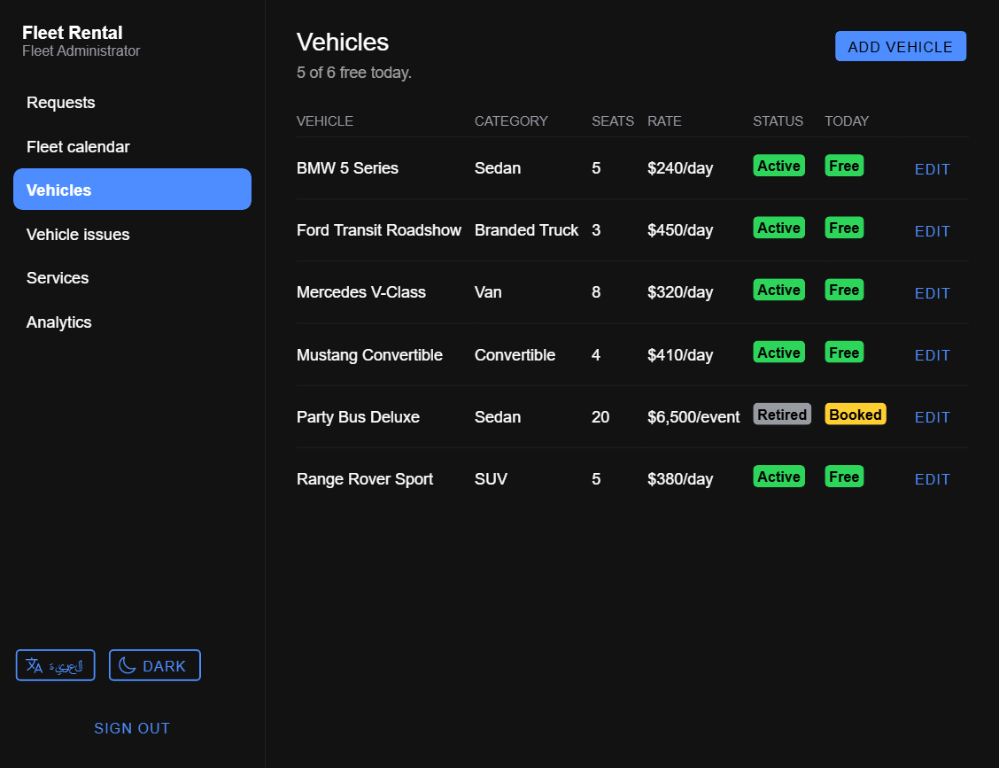 Fleet Rental
Fleet Administrator
Requests
Fleet calendar
Vehicles
Vehicle issues
Services
Analytics
العربية
DARK
SIGN OUT
Vehicles
5 of 6 free today.
ADD VEHICLE
VEHICLE CATEGORY SEATS RATE STATUS TODAY
BMW 5 Series Sedan 5 $240/day Active Free EDIT
Ford Transit Roadshow Branded Truck 3 $450/day Active Free EDIT
Mercedes V-Class Van 8 $320/day Active Free EDIT
Mustang Convertible Convertible 4 $410/day Active Free EDIT
Party Bus Deluxe Sedan 20 $6,500/event Retired Booked EDIT
Range Rover Sport SUV 5 $380/day Active Free EDIT